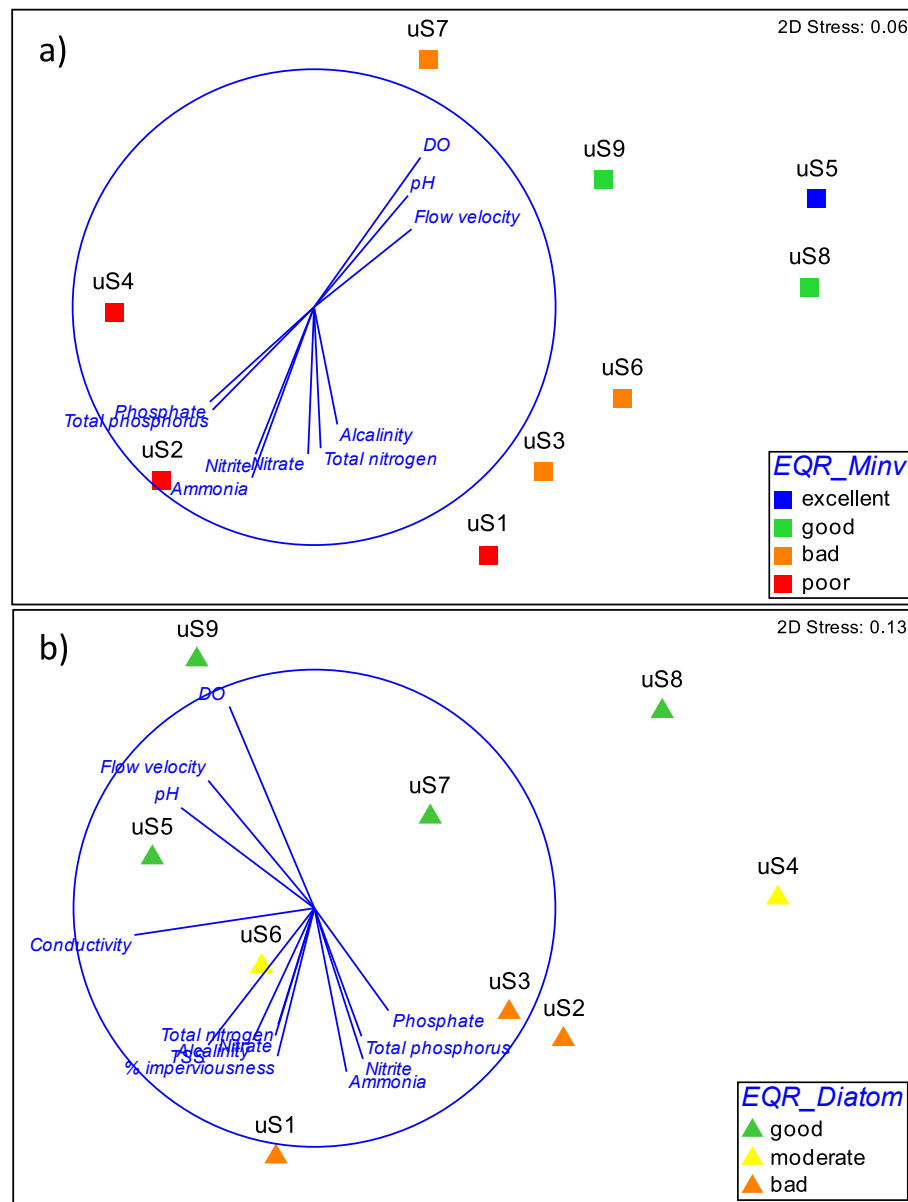 a)
2D Stress: 0.06
uS7
DO
uS9
pH
uS5
Flow velocity
uS8
uS4
uS6
Phosphate
Total phosphorus
Alcalinity
uS3
Total nitrogen
Nitrite
Nitrate
uS2
Ammonia
uS1
EQR_Minv
excellent
good
bad
poor
b)
2D Stress: 0.13
uS9
DO
uS8
Flow velocity
uS7
pH
uS5
uS4
Conductivity
uS6
uS3
uS2
Phosphate
Total nitrogen
Nitrate
Alcalinity
TSS
% imperviousness
Total phosphorus
Nitrite
Ammonia
uS1
EQR_Diatom
good
moderate
bad